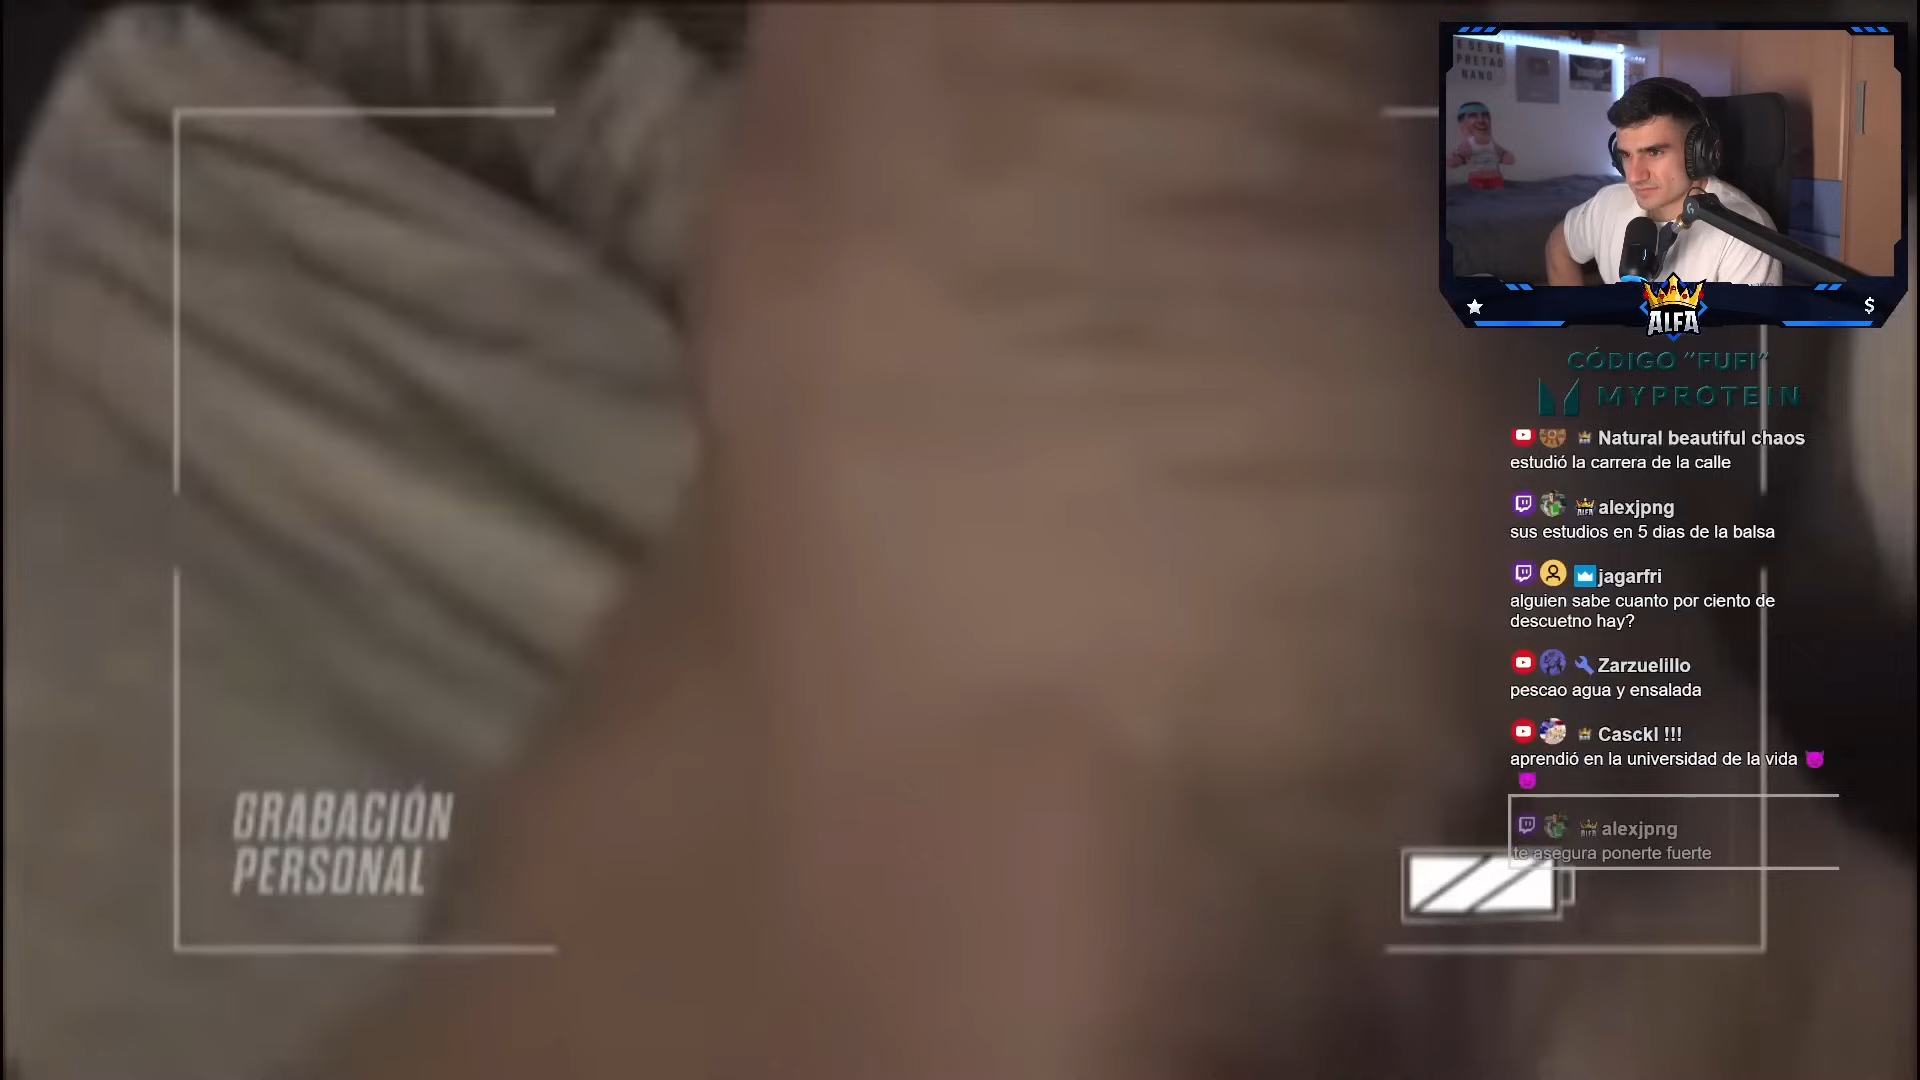 GRABACIÓN
PERSONAL
ALFA
$
CÓDIGO "FUFI"
MYPROTEIN
Natural beautiful chaos
estudió la carrera de la calle
alexjpng
sus estudios en 5 dias de la balsa
jagarfri
alguien sabe cuanto por ciento de
descuetno hay?
Zarzuelillo
pescao agua y ensalada
Casckl !!!
aprendió en la universidad de la vida 😈
😈
alexjpng
te asegura ponerte fuerte